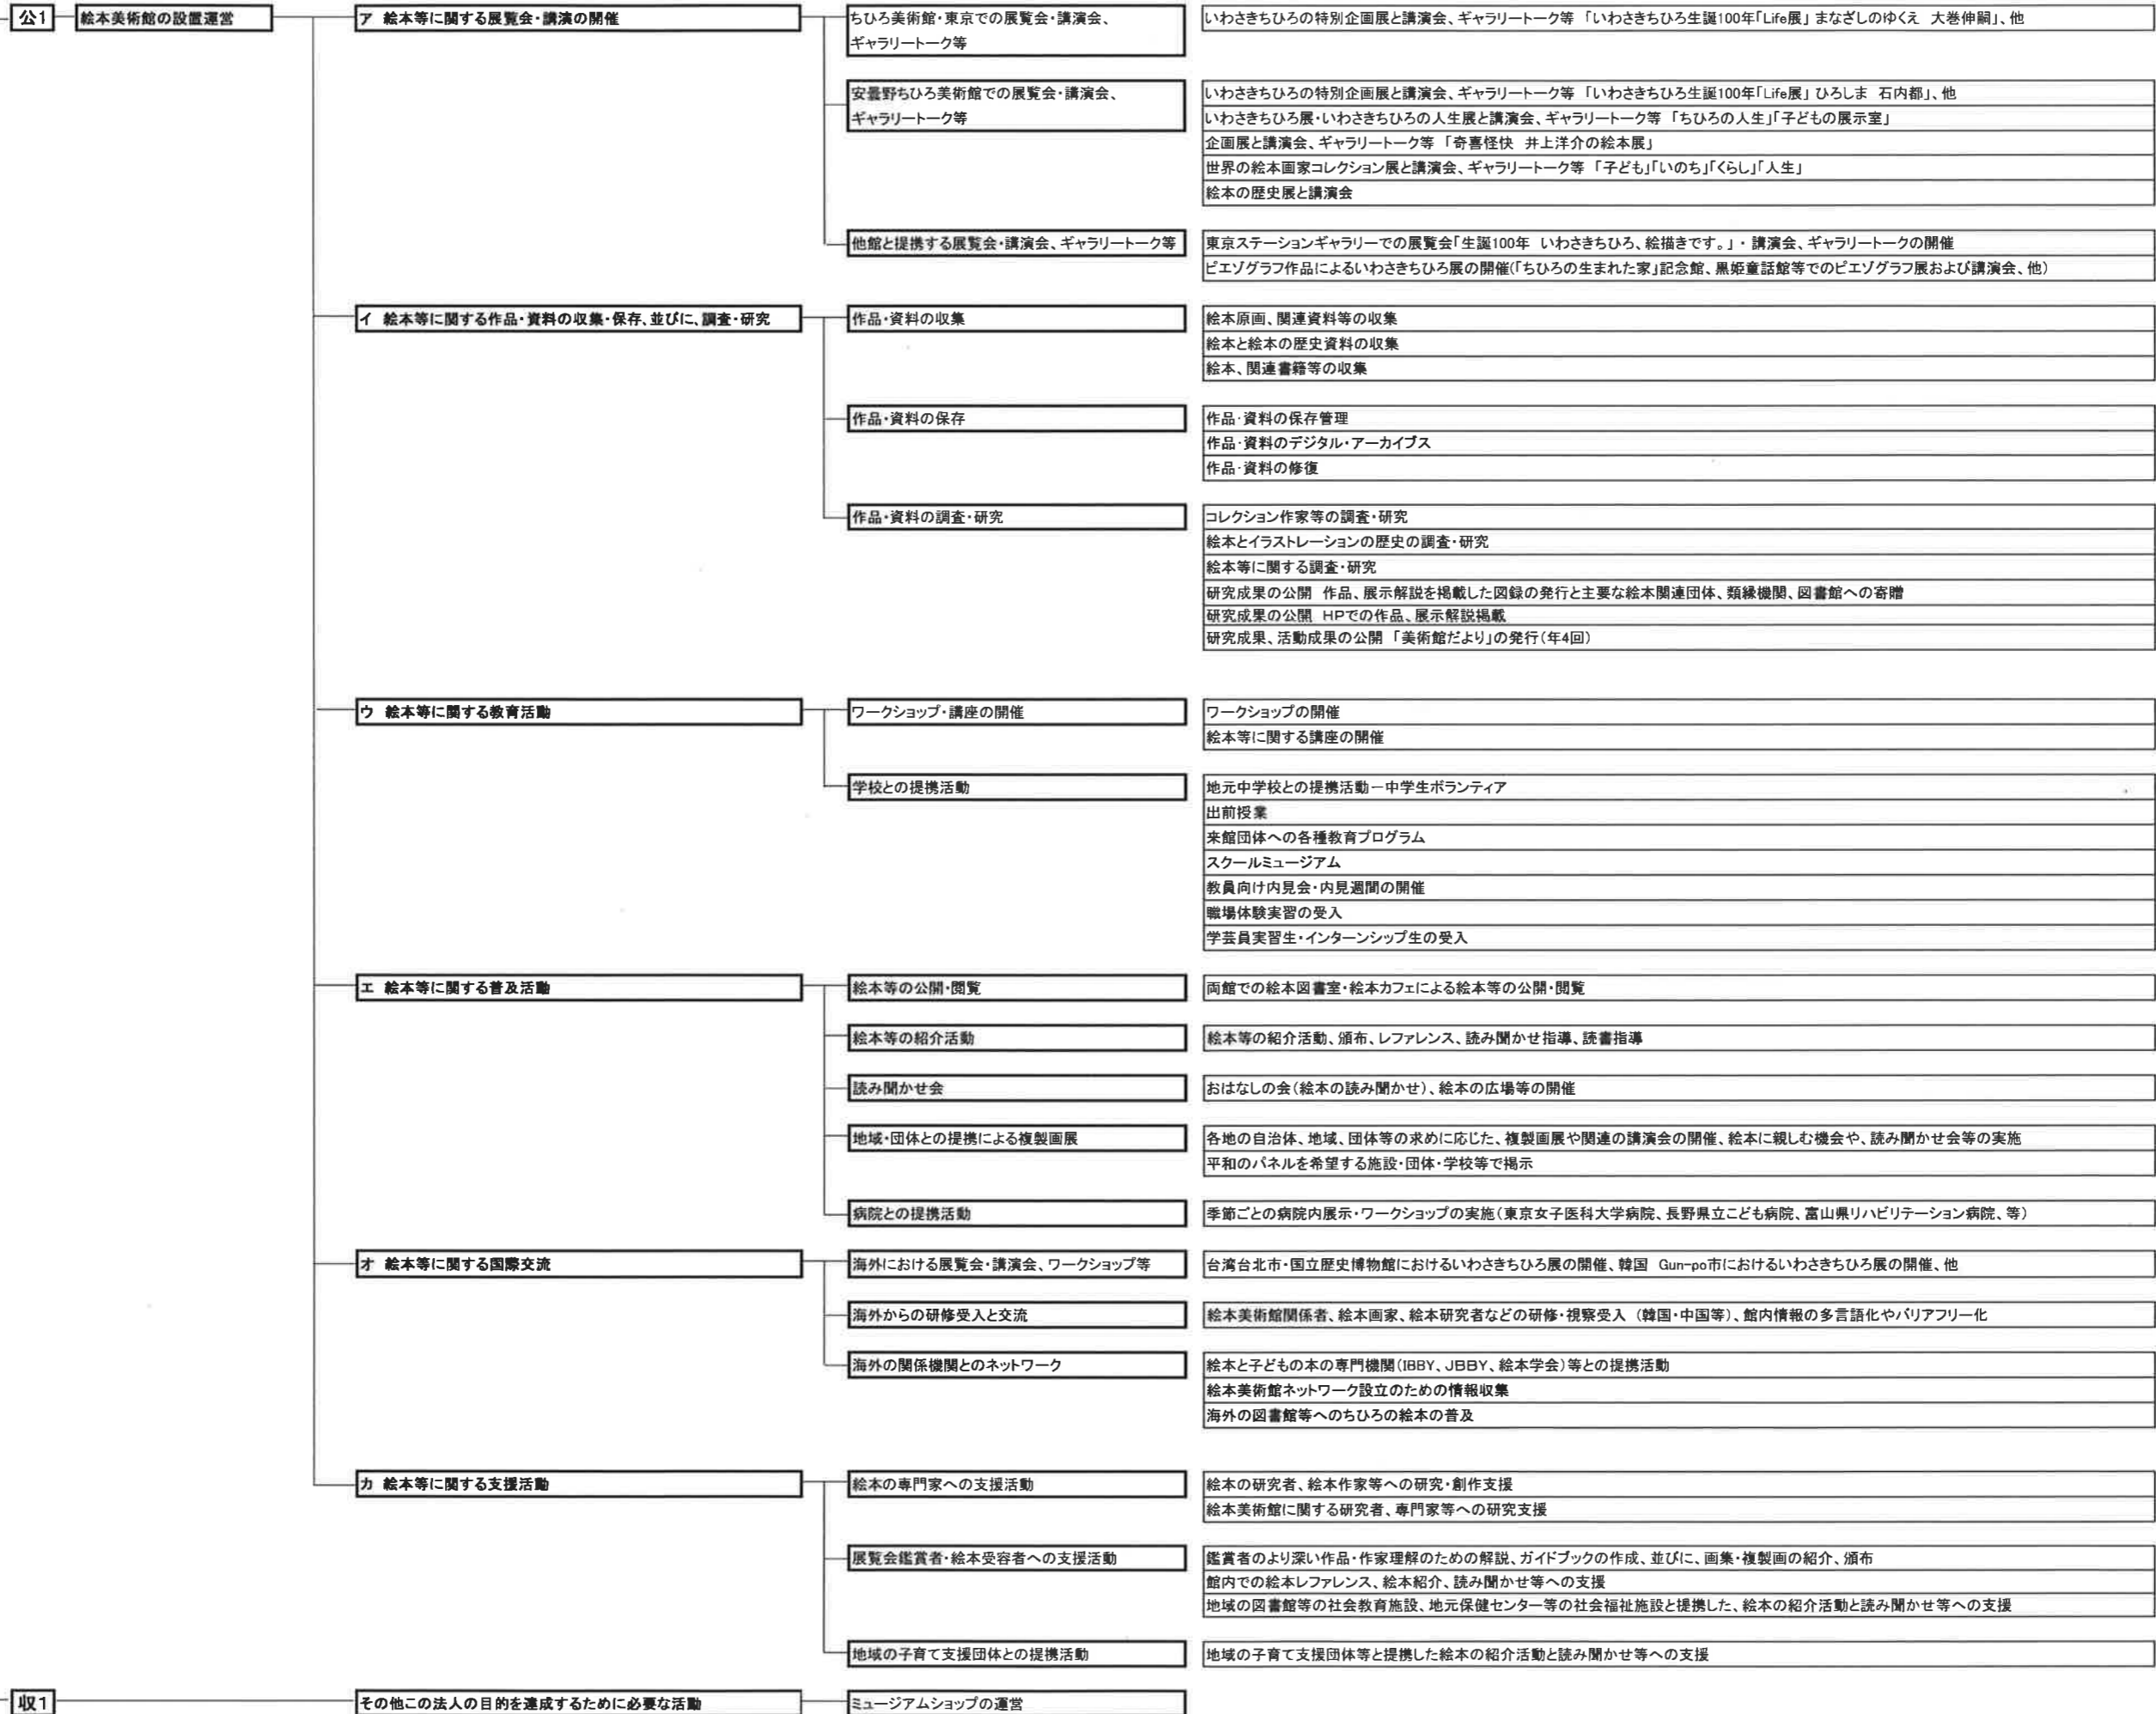 公1
絵本美術館の設置運営
ア 絵本等に関する展覧会・講演の開催
ちひろ美術館・東京での展覧会・講演会、
ギャラリートーク等
いわさきちひろの特別企画展と講演会、ギャラリートーク等 「いわさきちひろ生誕100年「Life展」 まなざしのゆくえ 大巻伸嗣」、他
安曇野ちひろ美術館での展覧会・講演会、
ギャラリートーク等
いわさきちひろの特別企画展と講演会、ギャラリートーク等 「いわさきちひろ生誕100年「Life展」 ひろしま 石内都」、他
いわさきちひろ展・いわさきちひろの人生展と講演会、ギャラリートーク等 「ちひろの人生」「子どもの展示室」
企画展と講演会、ギャラリートーク等 「奇喜怪快 井上洋介の絵本展」
世界の絵本画家コレクション展と講演会、ギャラリートーク等 「子ども」「いのち」「くらし」「人生」
絵本の歴史展と講演会
他館と提携する展覧会・講演会、ギャラリートーク等
東京ステーションギャラリーでの展覧会「生誕100年 いわさきちひろ、絵描きです。」・講演会、ギャラリートークの開催
ピエゾグラフ作品によるいわさきちひろ展の開催(「ちひろの生まれた家」記念館、黒姫童話館等でのピエゾグラフ展および講演会、他)
イ 絵本等に関する作品・資料の収集・保存、並びに、調査・研究
作品・資料の収集
絵本原画、関連資料等の収集
絵本と絵本の歴史資料の収集
絵本、関連書籍等の収集
作品・資料の保存
作品・資料の保存管理
作品・資料のデジタル・アーカイブス
作品・資料の修復
作品・資料の調査・研究
コレクション作家等の調査・研究
絵本とイラストレーションの歴史の調査・研究
絵本等に関する調査・研究
研究成果の公開 作品、展示解説を掲載した図録の発行と主要な絵本関連団体、類縁機関、図書館への寄贈
研究成果の公開 HPでの作品、展示解説掲載
研究成果、活動成果の公開 「美術館だより」の発行(年4回)
ウ 絵本等に関する教育活動
ワークショップ・講座の開催
ワークショップの開催
絵本等に関する講座の開催
学校との提携活動
地元中学校との提携活動－中学生ボランティア
出前授業
来館団体への各種教育プログラム
スクールミュージアム
教員向け内見会・内見週間の開催
職場体験実習の受入
学芸員実習生・インターンシップ生の受入
エ 絵本等に関する普及活動
絵本等の公開・閲覧
両館での絵本図書室・絵本カフェによる絵本等の公開・閲覧
絵本等の紹介活動
絵本等の紹介活動、頒布、レファレンス、読み聞かせ指導、読書指導
読み聞かせ会
おはなしの会(絵本の読み聞かせ)、絵本の広場等の開催
地域・団体との提携による複製画展
各地の自治体、地域、団体等の求めに応じた、複製画展や関連の講演会の開催、絵本に親しむ機会や、読み聞かせ会等の実施
平和のパネルを希望する施設・団体・学校等で掲示
病院との提携活動
季節ごとの病院内展示・ワークショップの実施(東京女子医科大学病院、長野県立こども病院、富山県リハビリテーション病院、等)
オ 絵本等に関する国際交流
海外における展覧会・講演会、ワークショップ等
台湾台北市・国立歴史博物館におけるいわさきちひろ展の開催、韓国 Gun-po市におけるいわさきちひろ展の開催、他
海外からの研修受入と交流
絵本美術館関係者、絵本画家、絵本研究者などの研修・視察受入 (韓国・中国等)、館内情報の多言語化やバリアフリー化
海外の関係機関とのネットワーク
絵本と子どもの本の専門機関(IBBY、JBBY、絵本学会)等との提携活動
絵本美術館ネットワーク設立のための情報収集
海外の図書館等へのちひろの絵本の普及
カ 絵本等に関する支援活動
絵本の専門家への支援活動
絵本の研究者、絵本作家等への研究・創作支援
絵本美術館に関する研究者、専門家等への研究支援
展覧会鑑賞者・絵本受容者への支援活動
鑑賞者のより深い作品・作家理解のための解説、ガイドブックの作成、並びに、画集・複製画の紹介、頒布
館内での絵本レファレンス、絵本紹介、読み聞かせ等への支援
地域の図書館等の社会教育施設、地元保健センター等の社会福祉施設と提携した、絵本の紹介活動と読み聞かせ等への支援
地域の子育て支援団体との提携活動
地域の子育て支援団体等と提携した絵本の紹介活動と読み聞かせ等への支援
収1
その他この法人の目的を達成するために必要な活動
ミュージアムショップの運営